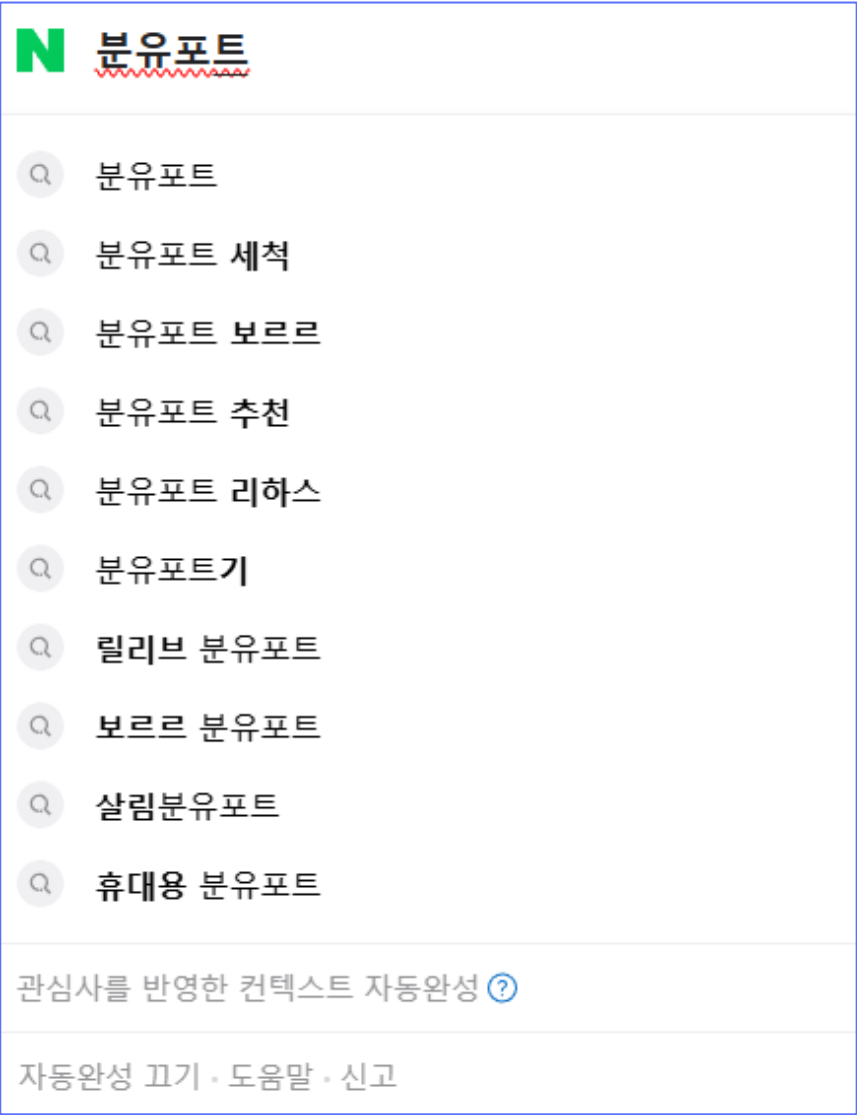 N 분유포트
분유포트
분유포트 세척
분유포트 보르르
분유포트 추천
분유포트 리하스
분유포트기
릴리브 분유포트
보르르 분유포트
살림분유포트
휴대용 분유포트
관심사를 반영한 컨텍스트 자동완성 ?
자동완성 끄기 · 도움말 · 신고